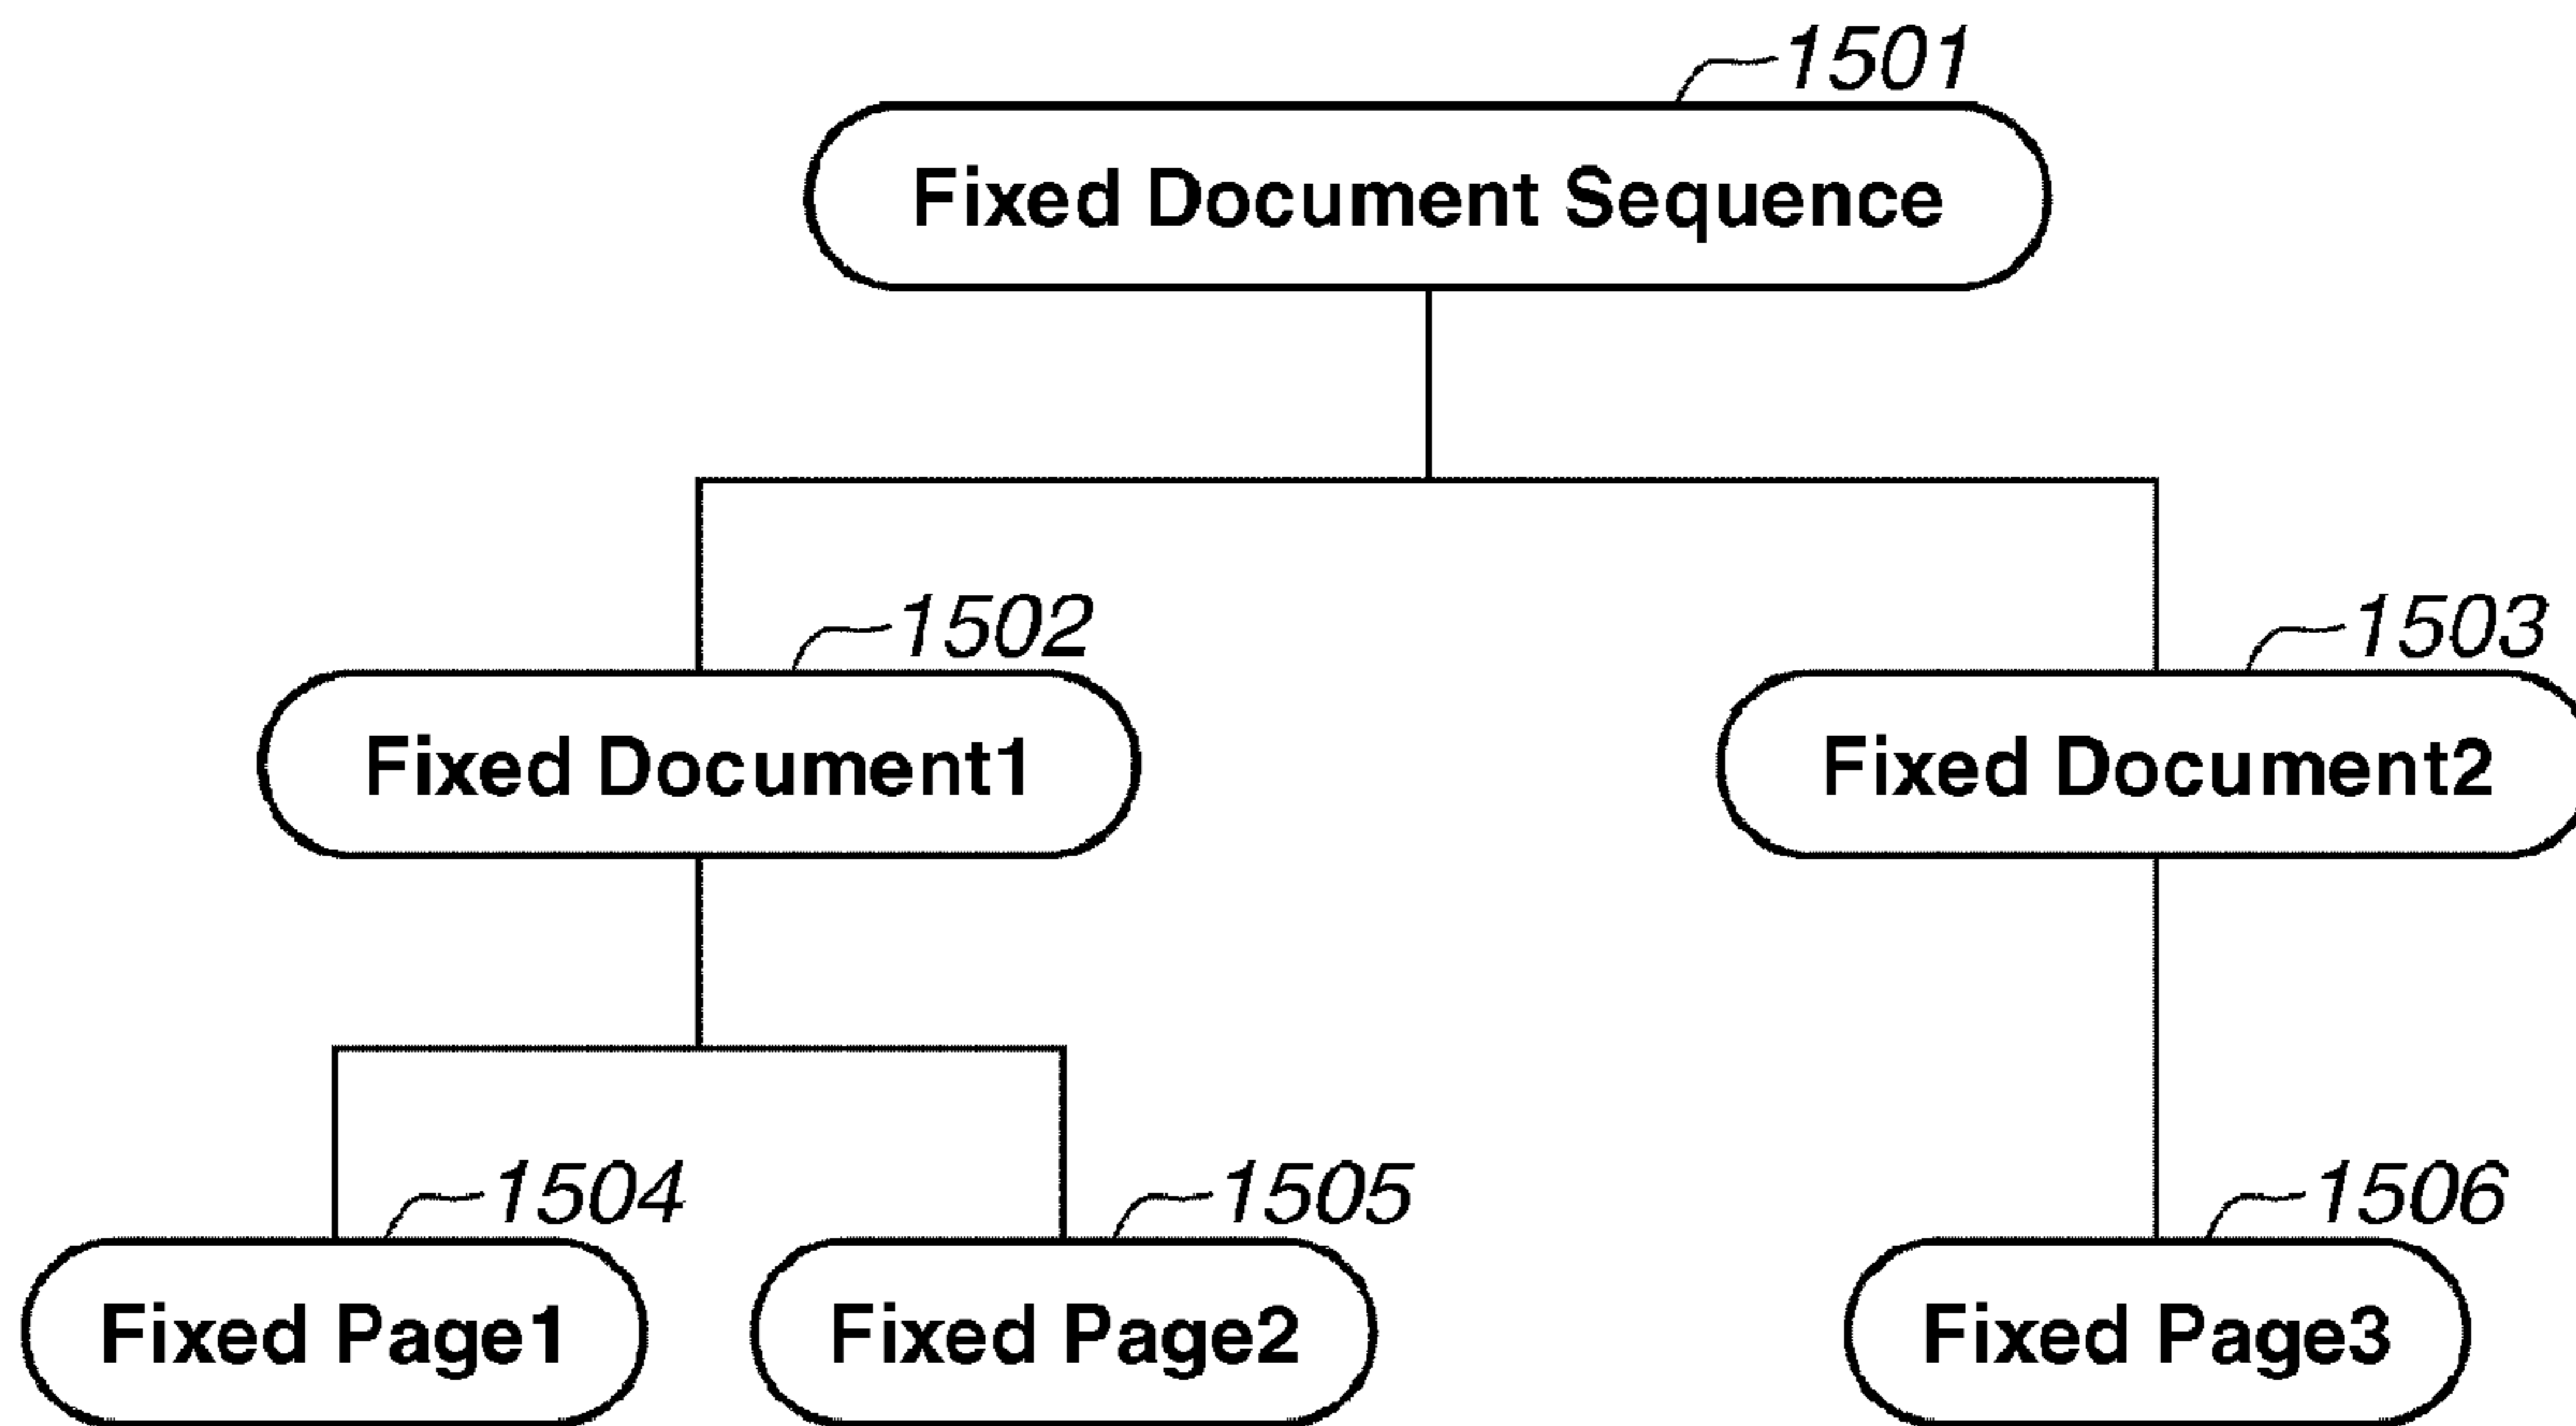 1501
Fixed Document Sequence
1502
1503
Fixed Document1
Fixed Document2
1504
1505
1506
Fixed Page1
Fixed Page2
Fixed Page3